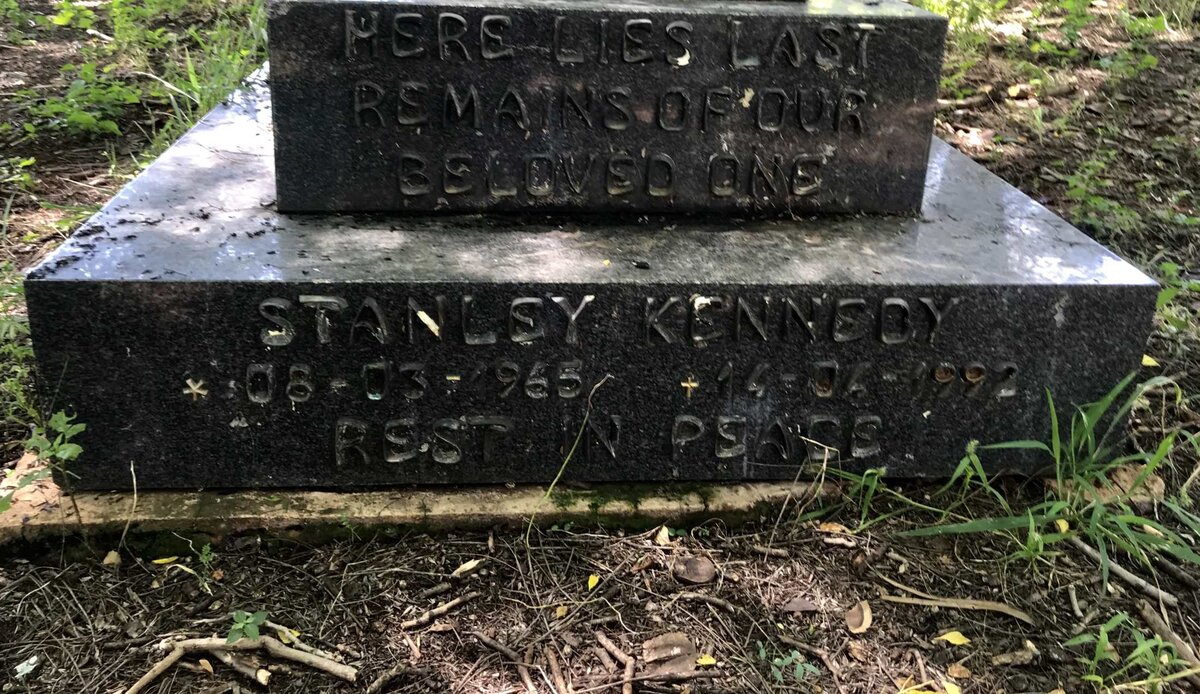 HERE LIES LAST
REMAINS OF OUR
BELOVED ONE
STANLEY KENNEDY
* 08-03-1965 † 14-04-1992
REST IN PEACE